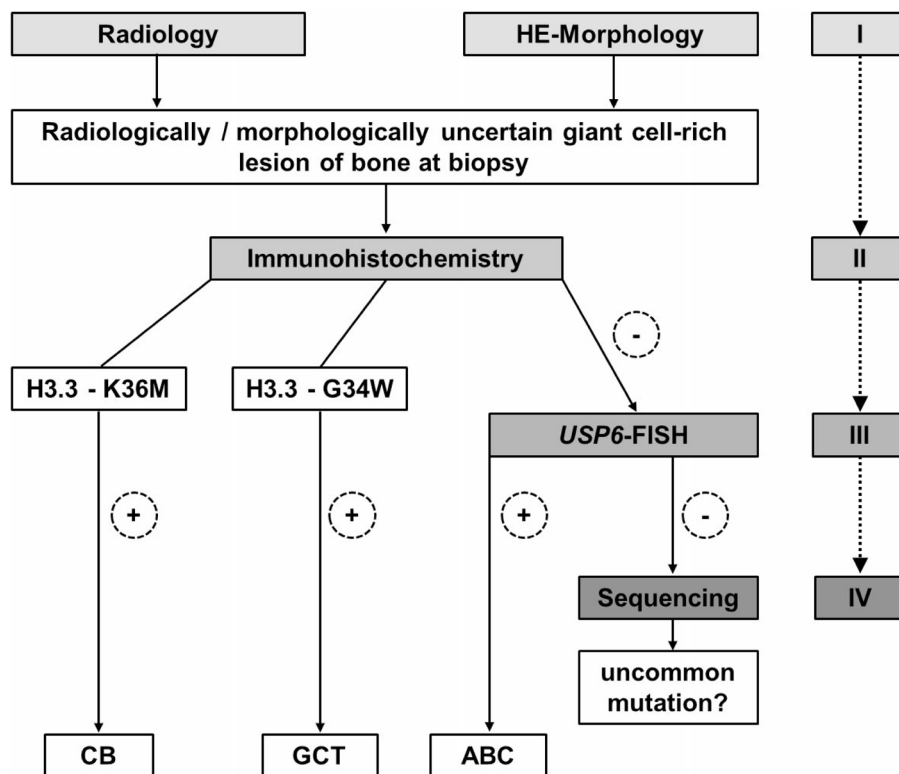 Radiology
HE-Morphology
I
Radiologically / morphologically uncertain giant cell-rich
lesion of bone at biopsy
Immunohistochemistry
II
-
H3.3 - K36M
H3.3 - G34W
USP6-FISH
III
+
+
+
-
Sequencing
IV
uncommon
mutation?
CB
GCT
ABC